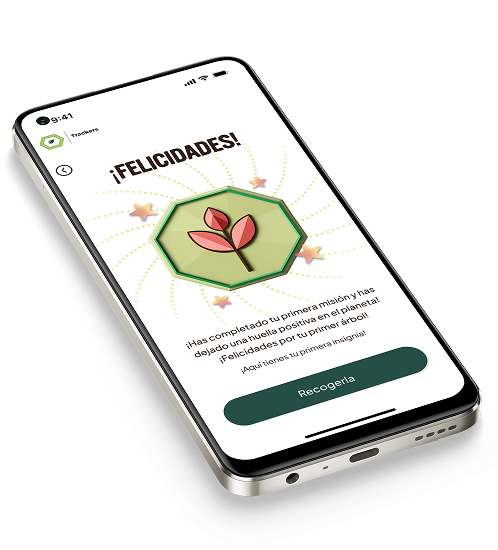 9:41
Trackers
¡FELICIDADES!
¡Has completado tu primera misión y has
dejado una huella positiva en el planeta!
¡Felicidades por tu primer árbol!
¡Aquí tienes tu primera insignia!
Recogerla